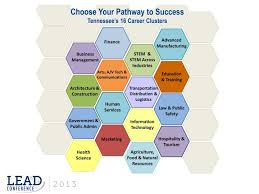 Choose Your Pathway to Success
Tennessee's 16 Career Clusters
Finance
Advanced
Manufacturing
Business
Management
STEM &
STEM Across
Industries
Arts, A/V Tech &
Communications
Education
& Training
Architecture &
Construction
Transportation
Distribution &
Logistics
Human
Services
Law & Public
Safety
Government &
Public Admin
Information
Technology
Marketing
Hospitality &
Tourism
Health
Science
Agriculture,
Food & Natural
Resources
LEAD
CONFERENCE
2013